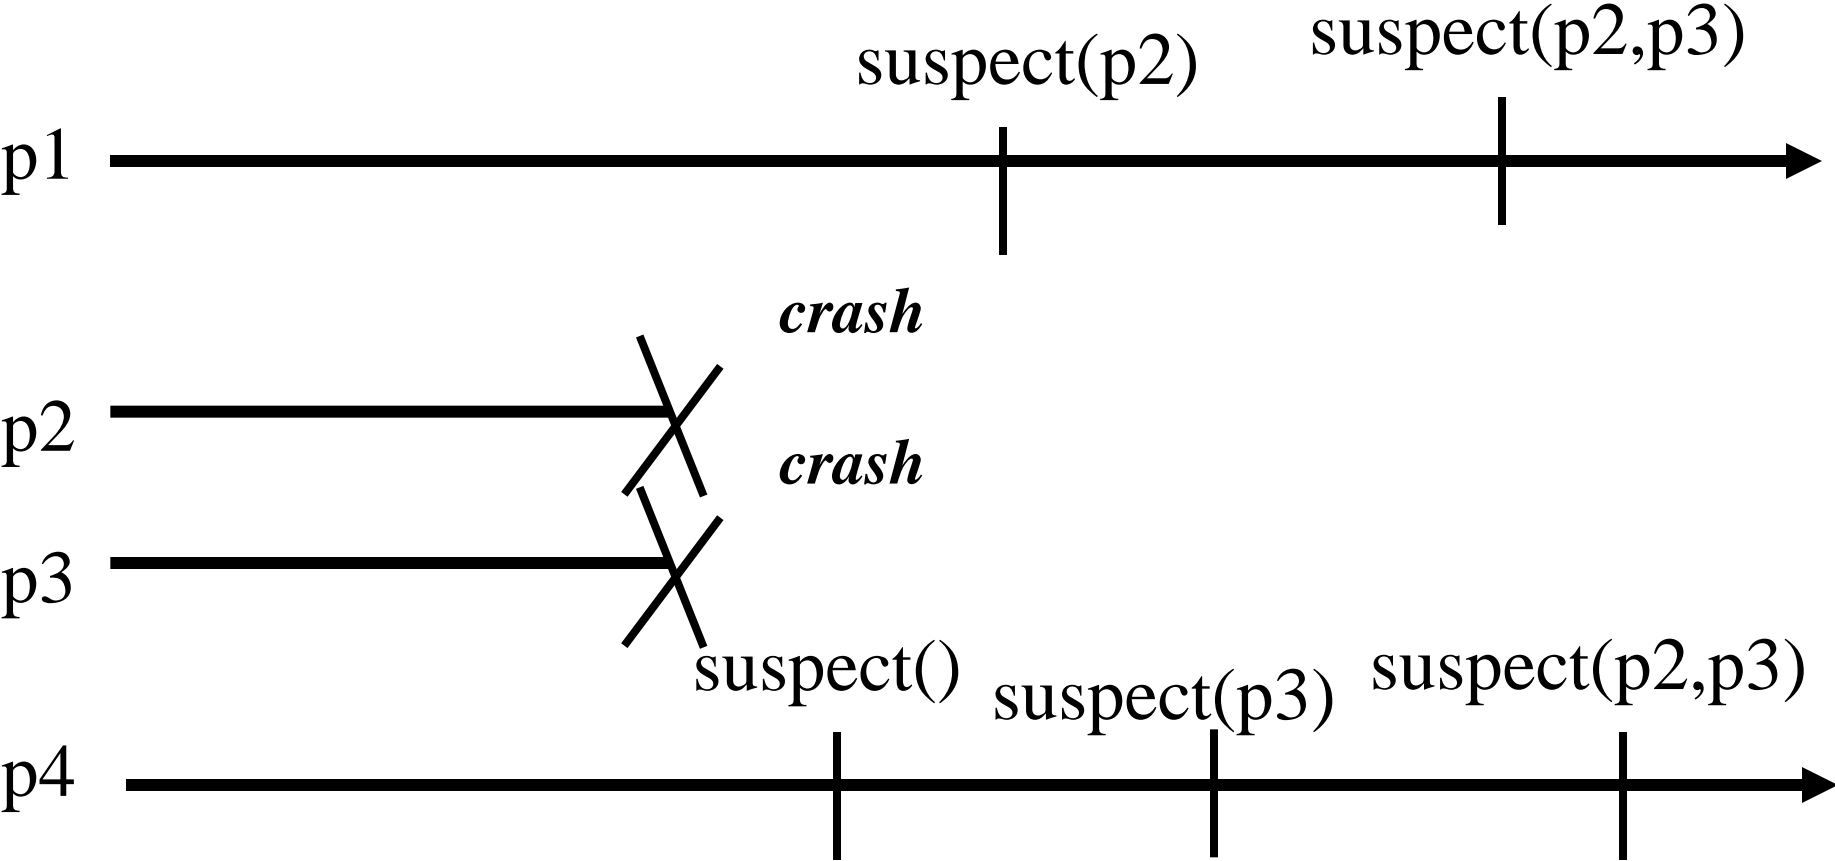 suspect(p2)
suspect(p2,p3)
p1
crash
p2
crash
p3
suspect()
suspect(p3)
suspect(p2,p3)
p4